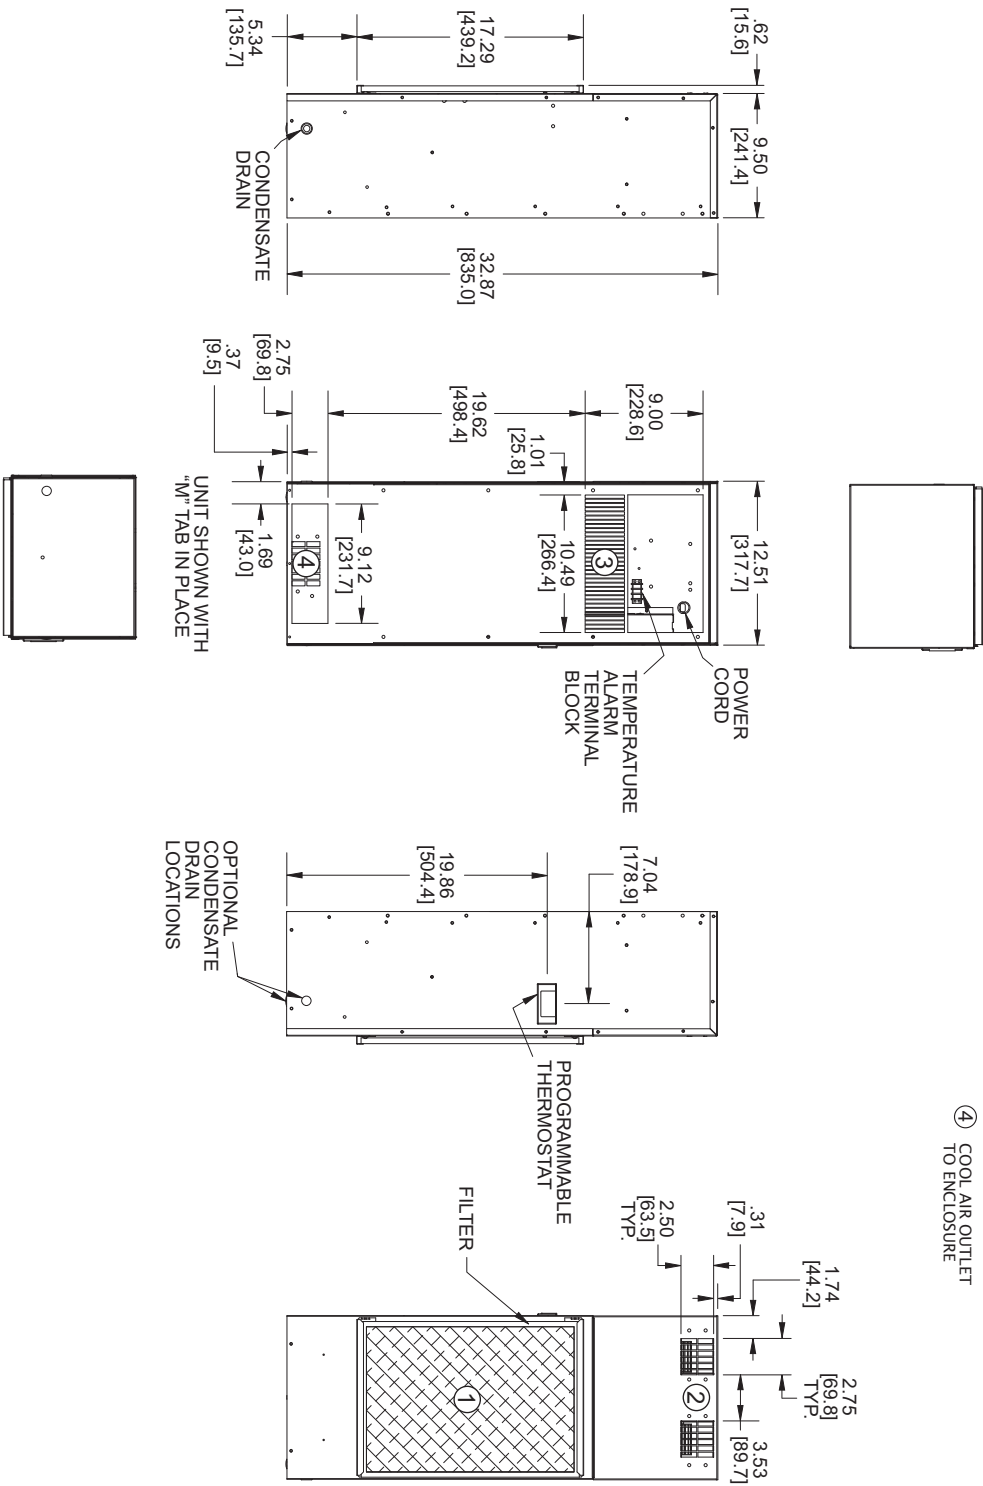 .62
[15.6]
9.50
[241.4]
17.29
[439.2]
5.34
[135.7]
32.87
[835.0]
CONDENSATE
DRAIN
12.51
[317.7]
9.00
[228.6]
1.01
[25.8]
10.49
[266.4]
19.62
[498.4]
9.12
[231.7]
2.75
[69.8]
.37
[9.5]
1.69
[43.0]
3
4
POWER
CORD
TEMPERATURE
ALARM
TERMINAL
BLOCK
UNIT SHOWN WITH
"M" TAB IN PLACE
7.04
[178.9]
19.86
[504.4]
PROGRAMMABLE
THERMOSTAT
OPTIONAL
CONDENSATE
DRAIN
LOCATIONS
4 COOL AIR OUTLET
TO ENCLOSURE
1.74
[44.2]
2.75
[69.8]
TYP.
3.53
[89.7]
.31
[7.9]
2.50
[63.5]
TYP.
2
FILTER
1